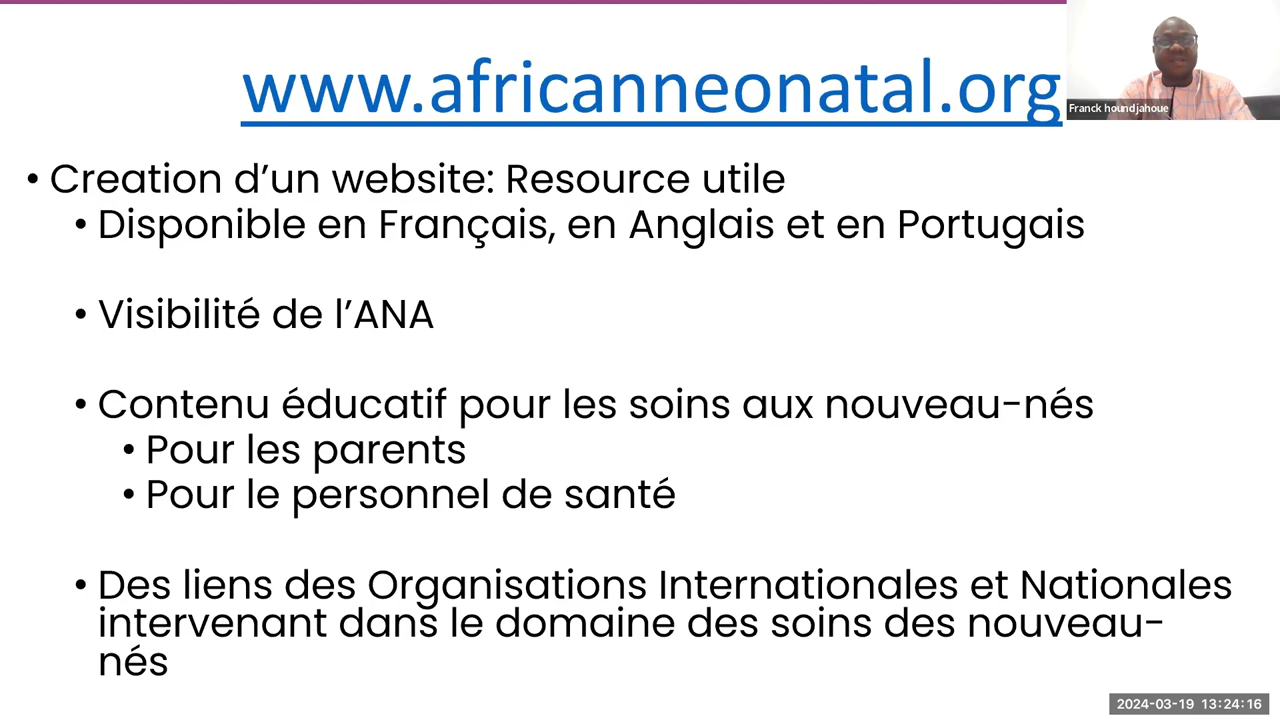 www.africanneonatal.org
Franck houndjahoue
• Creation d’un website: Resource utile
• Disponible en Français, en Anglais et en Portugais
• Visibilité de l’ANA
• Contenu éducatif pour les soins aux nouveau-nés
• Pour les parents
• Pour le personnel de santé
• Des liens des Organisations Internationales et Nationales
intervenant dans le domaine des soins des nouveau-
nés
2024-03-19 13:24:16